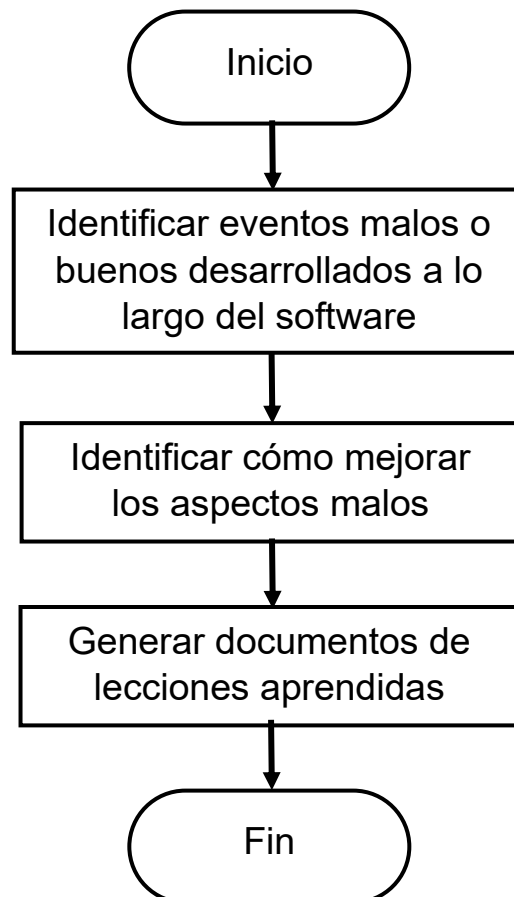 Inicio
Identificar eventos malos o
buenos desarrollados a lo
largo del software
Identificar cómo mejorar
los aspectos malos
Generar documentos de
lecciones aprendidas
Fin